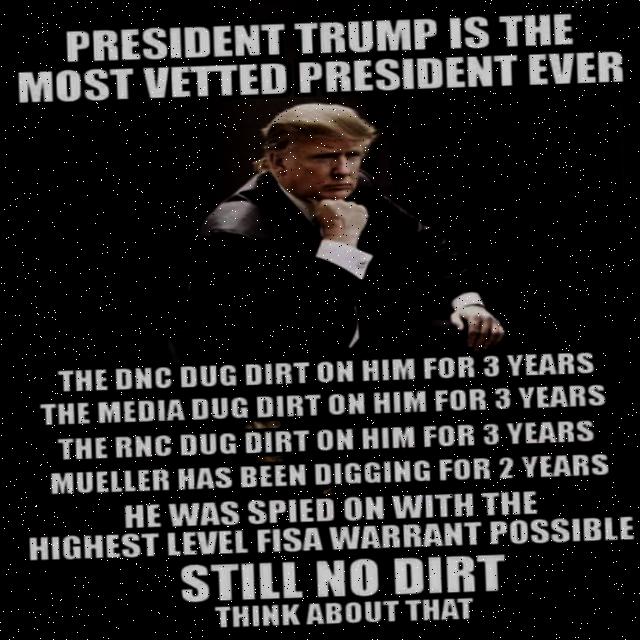 PRESIDENT TRUMP IS THE
MOST VETTED PRESIDENT EVER
THE DNC DUG DIRT ON HIM FOR 3 YEARS
THE MEDIA DUG DIRT ON HIM FOR 3 YEARS
THE RNC DUG DIRT ON HIM FOR 3 YEARS
MUELLER HAS BEEN DIGGING FOR 2 YEARS
HE WAS SPIED ON WITH THE
HIGHEST LEVEL FISA WARRANT POSSIBLE
STILL NO DIRT
THINK ABOUT THAT